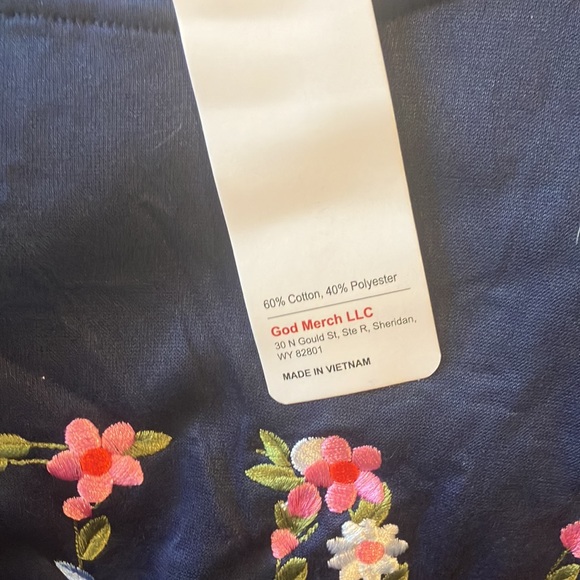 60% Cotton, 40% Polyester
God Merch LLC
30 N Gould St, Ste R, Sheridan,
WY 82801
MADE IN VIETNAM